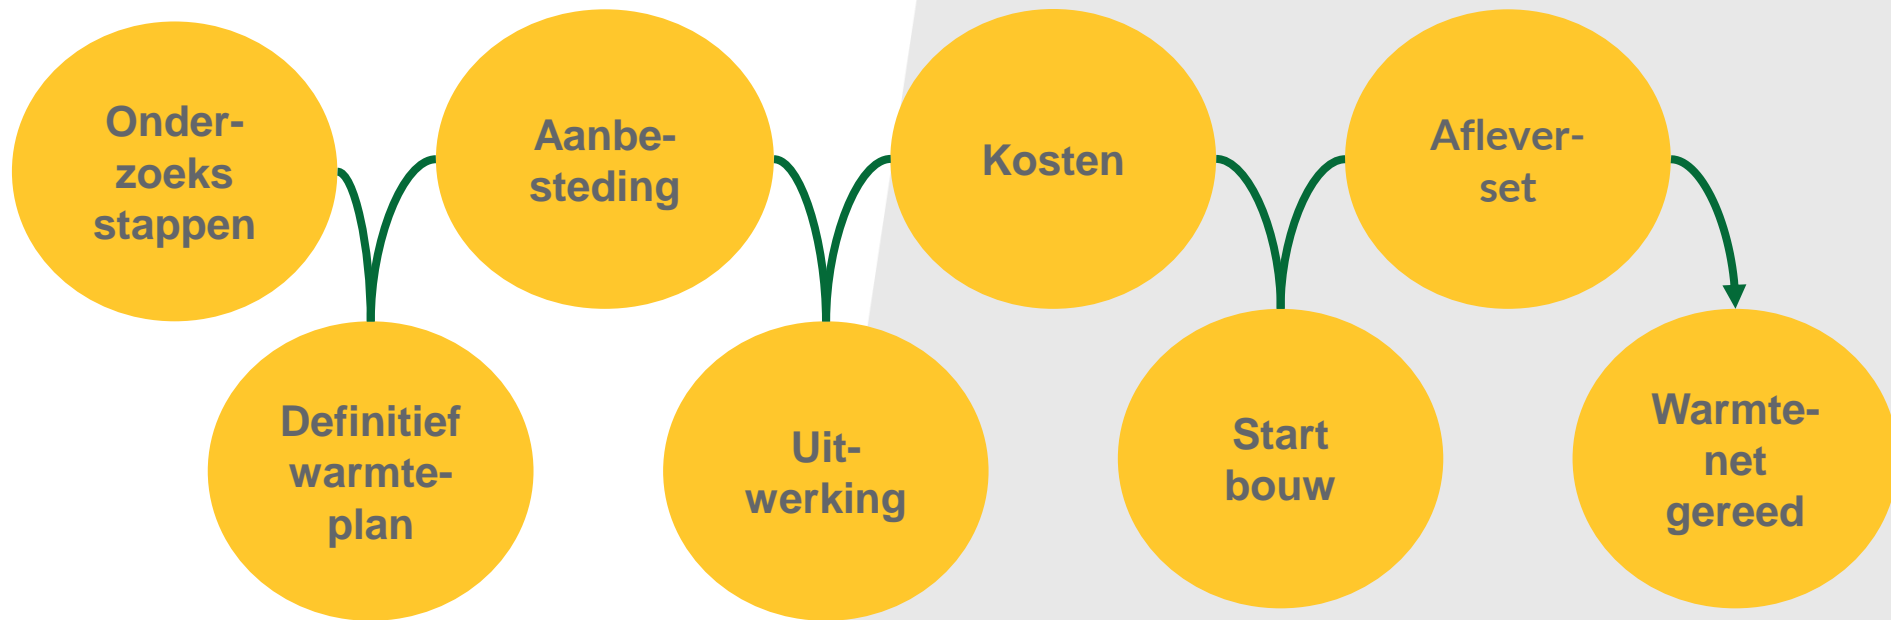 Onder-
zoeks
stappen
Definitief
warmte-
plan
Aanbe-
steding
Uit-
werking
Kosten
Start
bouw
Aflever-
set
Warmte-
net
gereed